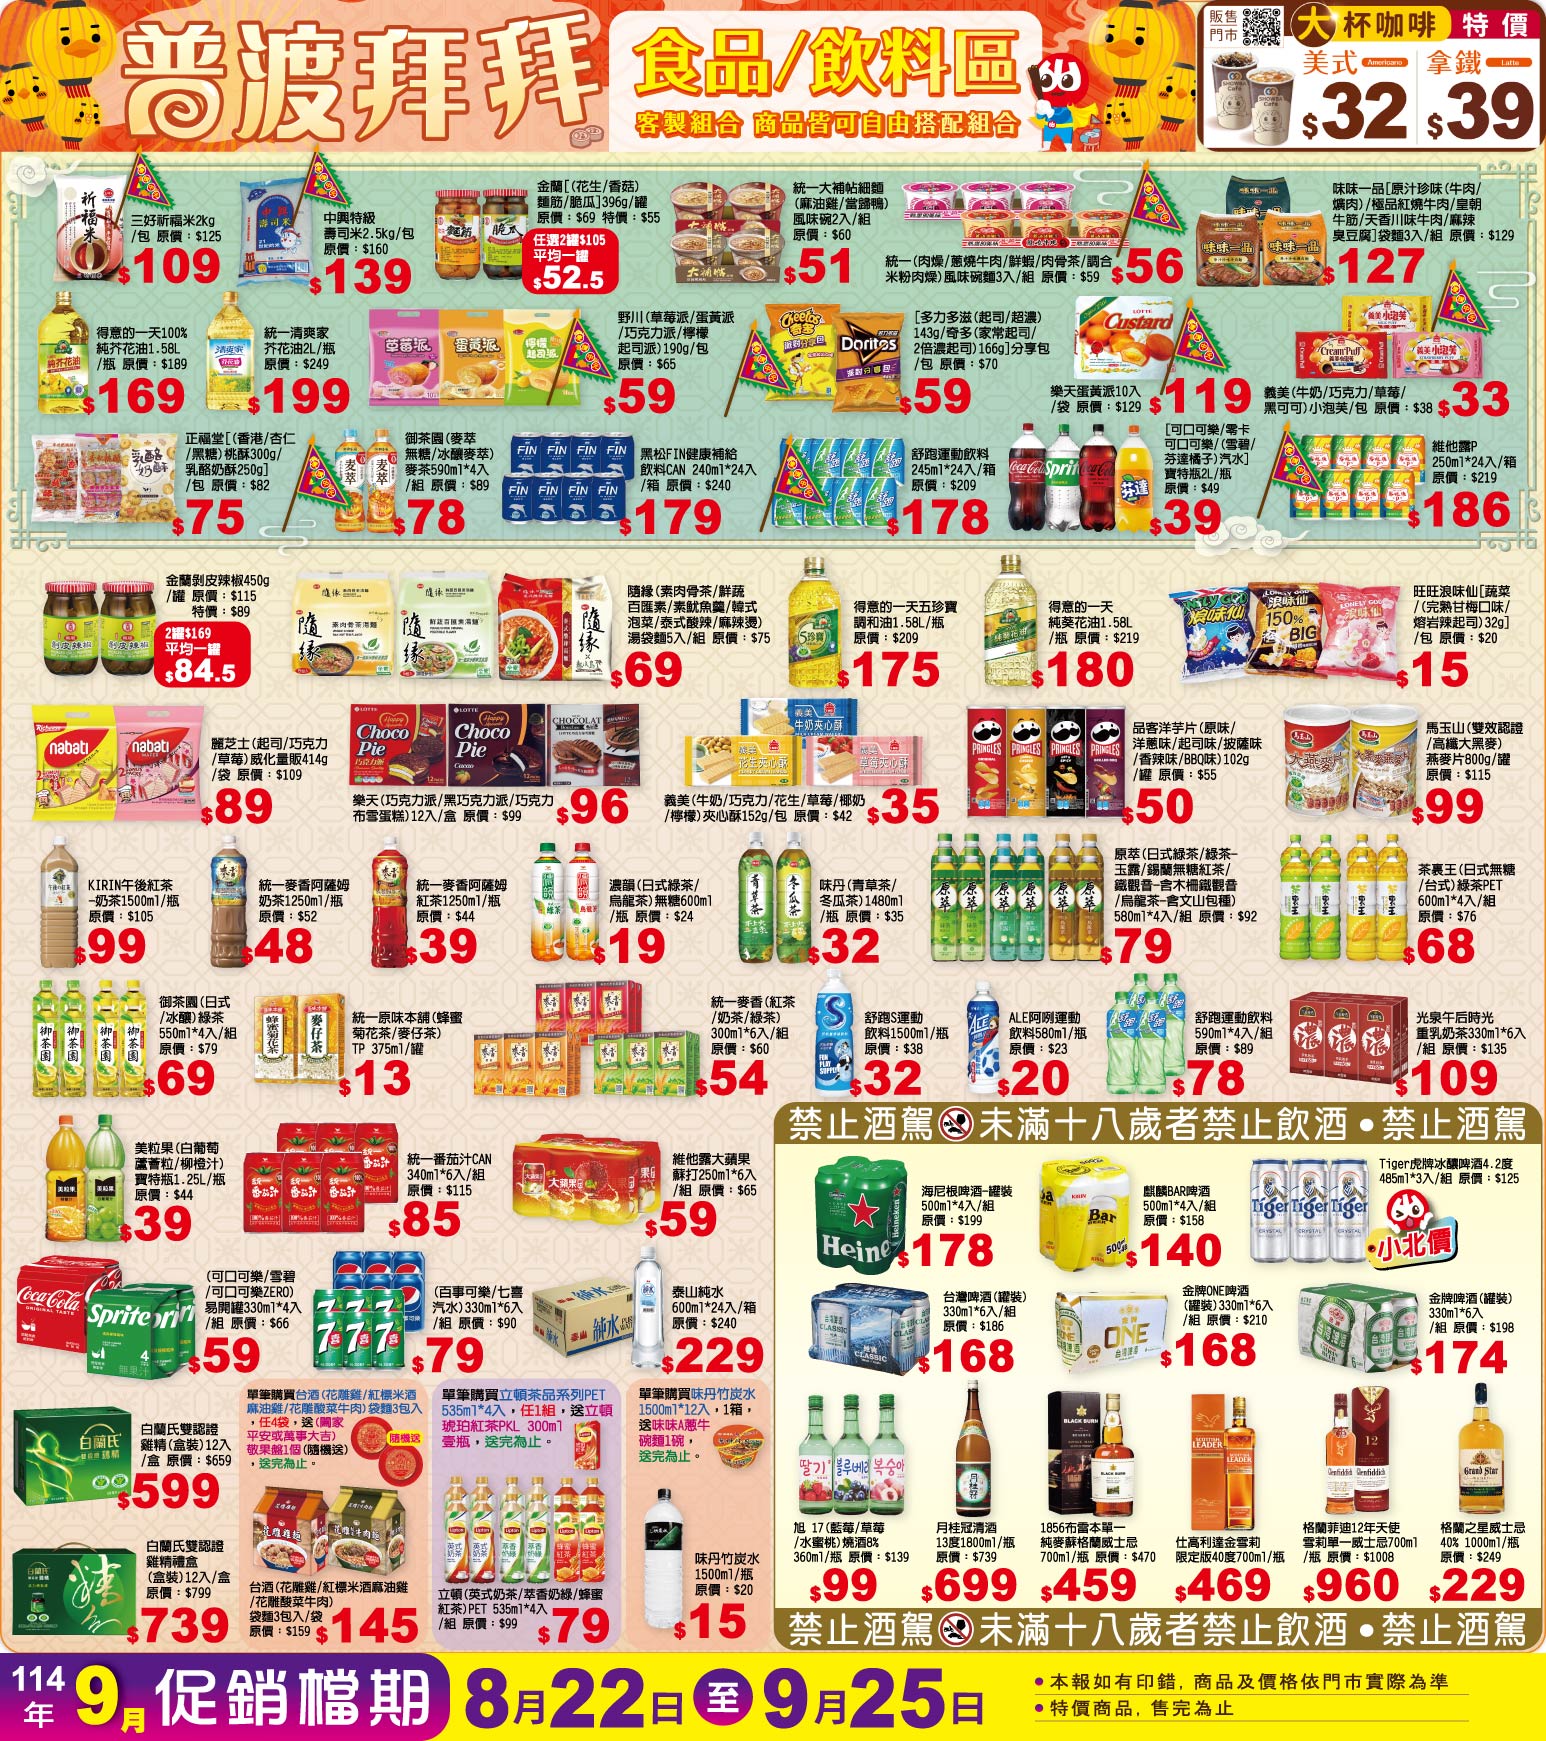 普渡拜拜
食品/飲料區
客製組合 商品皆可自由搭配組合
販售
門市
大杯咖啡 特價
美式 Americano
$32
拿鐵 Latte
$39
三好祈福米2kg
/包 原價：$125
$109
中興特級
壽司米2.5kg/包
原價：$160
$139
金蘭[(花生/香菇)
麵筋/脆瓜]396g/罐
原價：$69 特價：$55
任選2罐$105
平均一罐
$52.5
統一大補帖細麵
(麻油雞/當歸鴨)
風味碗2入/組
原價：$60
$51
統一(肉燥/蔥燒牛肉/鮮蝦/肉骨茶/調合
米粉肉燥)風味碗麵3入/組 原價：$59
$56
味味一品[原汁珍味(牛肉/
爌肉)/極品紅燒牛肉/皇朝
牛筋/天香川味牛肉/麻辣
臭豆腐]袋麵3入/組 原價：$129
$127
得意的一天100%
純芥花油1.58L
/瓶 原價：$189
$169
統一清爽家
芥花油2L/瓶
原價：$249
$199
野川(草莓派/蛋黃派
/巧克力派/檸檬
起司派)190g/包
原價：$65
$59
[多力多滋(起司/超濃)
143g/奇多(家常起司/
2倍濃起司)166g]分享包
/包 原價：$70
$59
樂天蛋黃派10入
/袋 原價：$129
$119
義美(牛奶/巧克力/草莓/
黑可可)小泡芙/包 原價：$38
$33
正福堂[(香港/杏仁
/黑糖)桃酥300g/
乳酪奶酥250g]
/包 原價：$82
$75
御茶園(麥萃
無糖/冰釀麥萃)
麥茶590ml*4入
/組 原價：$89
$78
黑松FIN健康補給
飲料CAN 240ml*24入
/箱 原價：$240
$179
舒跑運動飲料
245ml*24入/箱
原價：$209
$178
[可口可樂/零卡
可口可樂/(雪碧/
芬達橘子)汽水]
寶特瓶2L/瓶
原價：$49
$39
維他露P
250ml*24入/箱
原價：$219
$186
金蘭剝皮辣椒450g
/罐 原價：$115
特價：$89
2罐$169
平均一罐
$84.5
隨緣(素肉骨茶/鮮蔬
百匯素/素魷魚羹/韓式
泡菜/泰式酸辣/麻辣燙)
湯袋麵5入/組 原價：$75
$69
得意的一天五珍寶
調和油1.58L/瓶
原價：$209
$175
得意的一天
純葵花油1.58L
/瓶 原價：$219
$180
旺旺浪味仙[蔬菜
/(完熟甘梅口味/
熔岩辣起司)32g]
/包 原價：$20
$15
麗芝士(起司/巧克力
/草莓)威化量販414g
/袋 原價：$109
$89
樂天(巧克力派/黑巧克力派/巧克力
布雪蛋糕)12入/盒 原價：$99
$96
義美(牛奶/巧克力/花生/草莓/椰奶
/檸檬)夾心酥152g/包 原價：$42
$35
品客洋芋片(原味/
洋蔥味/起司味/披薩味
/香辣味/BBQ味)102g
/罐 原價：$55
$50
馬玉山(雙效認證
/高纖大黑麥)
燕麥片800g/罐
原價：$115
$99
KIRIN午後紅茶
-奶茶1500ml/瓶
原價：$105
$99
統一麥香阿薩姆
奶茶1250ml/瓶
原價：$52
$48
統一麥香阿薩姆
紅茶1250ml/瓶
原價：$44
$39
濃韻(日式綠茶/
烏龍茶)無糖600ml
/瓶 原價：$24
$19
味丹(青草茶/
冬瓜茶)1480ml
/瓶 原價：$35
$32
原萃(日式綠茶/綠茶-
玉露/錫蘭無糖紅茶/
鐵觀音-含木柵鐵觀音
/烏龍茶-含文山包種)
580ml*4入/組 原價：$92
$79
茶裏王(日式無糖
/台式)綠茶PET
600ml*4入/組
原價：$76
$68
御茶園(日式
/冰釀)綠茶
550ml*4入/組
原價：$79
$69
統一原味本舖(蜂蜜
菊花茶/麥仔茶)
TP 375ml/罐
$13
統一麥香(紅茶
/奶茶/綠茶)
300ml*6入/組
原價：$60
$54
舒跑S運動
飲料1500ml/瓶
原價：$38
$32
ALE阿咧運動
飲料580ml/瓶
原價：$23
$20
舒跑運動飲料
590ml*4入/組
原價：$89
$78
光泉午后時光
重乳奶茶330ml*6入
/組 原價：$135
$109
美粒果(白葡萄
蘆薈粒/柳橙汁)
寶特瓶1.25L/瓶
原價：$44
$39
統一番茄汁CAN
340ml*6入/組
原價：$115
$85
維他露大蘋果
蘇打250ml*6入
/組 原價：$65
$59
(可口可樂/雪碧
/可口可樂ZERO)
易開罐330ml*4入
/組 原價：$66
$59
(百事可樂/七喜
汽水)330ml*6入
/組 原價：$90
$79
泰山純水
600ml*24入/箱
原價：$240
$229
白蘭氏雙認證
雞精(盒裝)12入
/盒 原價：$659
$599
白蘭氏雙認證
雞精禮盒
(盒裝)12入/盒
原價：$799
$739
單筆購買台酒(花雕雞/紅標米酒
麻油雞/花雕酸菜牛肉)袋麵3包入
，任4袋，送(闔家
平安或萬事大吉)
敬果盤1個(隨機送)
，送完為止。
隨機送
台酒(花雕雞/紅標米酒麻油雞
/花雕酸菜牛肉)
袋麵3包入/袋
原價：$159
$145
單筆購買立頓茶品系列PET
535ml*4入，任1組，送立頓
琥珀紅茶PKL 300ml
壹瓶，送完為止。
立頓(英式奶茶/萃香奶綠/蜂蜜
紅茶)PET 535ml*4入
/組 原價：$99
$79
單筆購買味丹竹炭水
1500ml*12入，1箱，
送味味A蔥牛
碗麵1碗，
送完為止。
味丹竹炭水
1500ml/瓶
原價：$20
$15
禁止酒駕 未滿十八歲者禁止飲酒 • 禁止酒駕
海尼根啤酒-罐裝
500ml*4入/組
原價：$199
$178
麒麟BAR啤酒
500ml*4入/組
原價：$158
$140
Tiger虎牌冰釀啤酒4.2度
485ml*3入/組 原價：$125
小北價
台灣啤酒(罐裝)
330ml*6入/組
原價：$186
$168
金牌ONE啤酒
(罐裝)330ml*6入
/組 原價：$210
$168
金牌啤酒(罐裝)
330ml*6入
/組 原價：$198
$174
旭 17(藍莓/草莓
/水蜜桃)燒酒8%
360ml/瓶 原價：$139
$99
月桂冠清酒
13度1800ml/瓶
原價：$739
$699
1856布雷本單一
純麥蘇格蘭威士忌
700ml/瓶 原價：$470
$459
仕高利達金雪莉
限定版40度700ml/瓶
$469
格蘭菲迪12年天使
雪莉單一威士忌700ml
/瓶 原價：$1008
$960
格蘭之星威士忌
40% 1000ml/瓶
原價：$249
$229
禁止酒駕 未滿十八歲者禁止飲酒 • 禁止酒駕
114年 9月 促銷檔期
8月22日至9月25日
• 本報如有印錯, 商品及價格依門市實際為準
• 特價商品, 售完為止